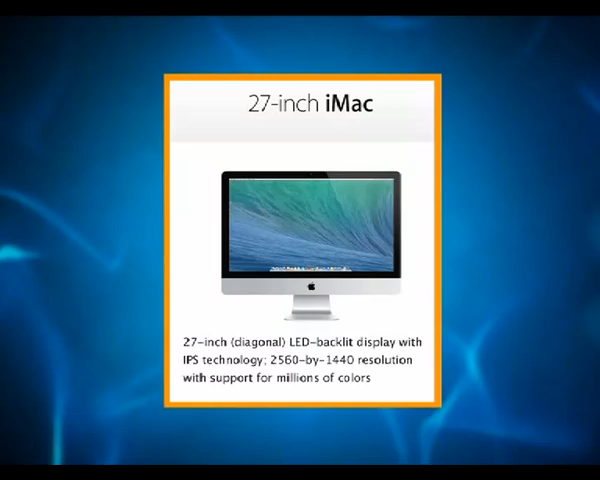 27-inch iMac
27-inch (diagonal) LED-backlit display with
IPS technology; 2560-by-1440 resolution
with support for millions of colors